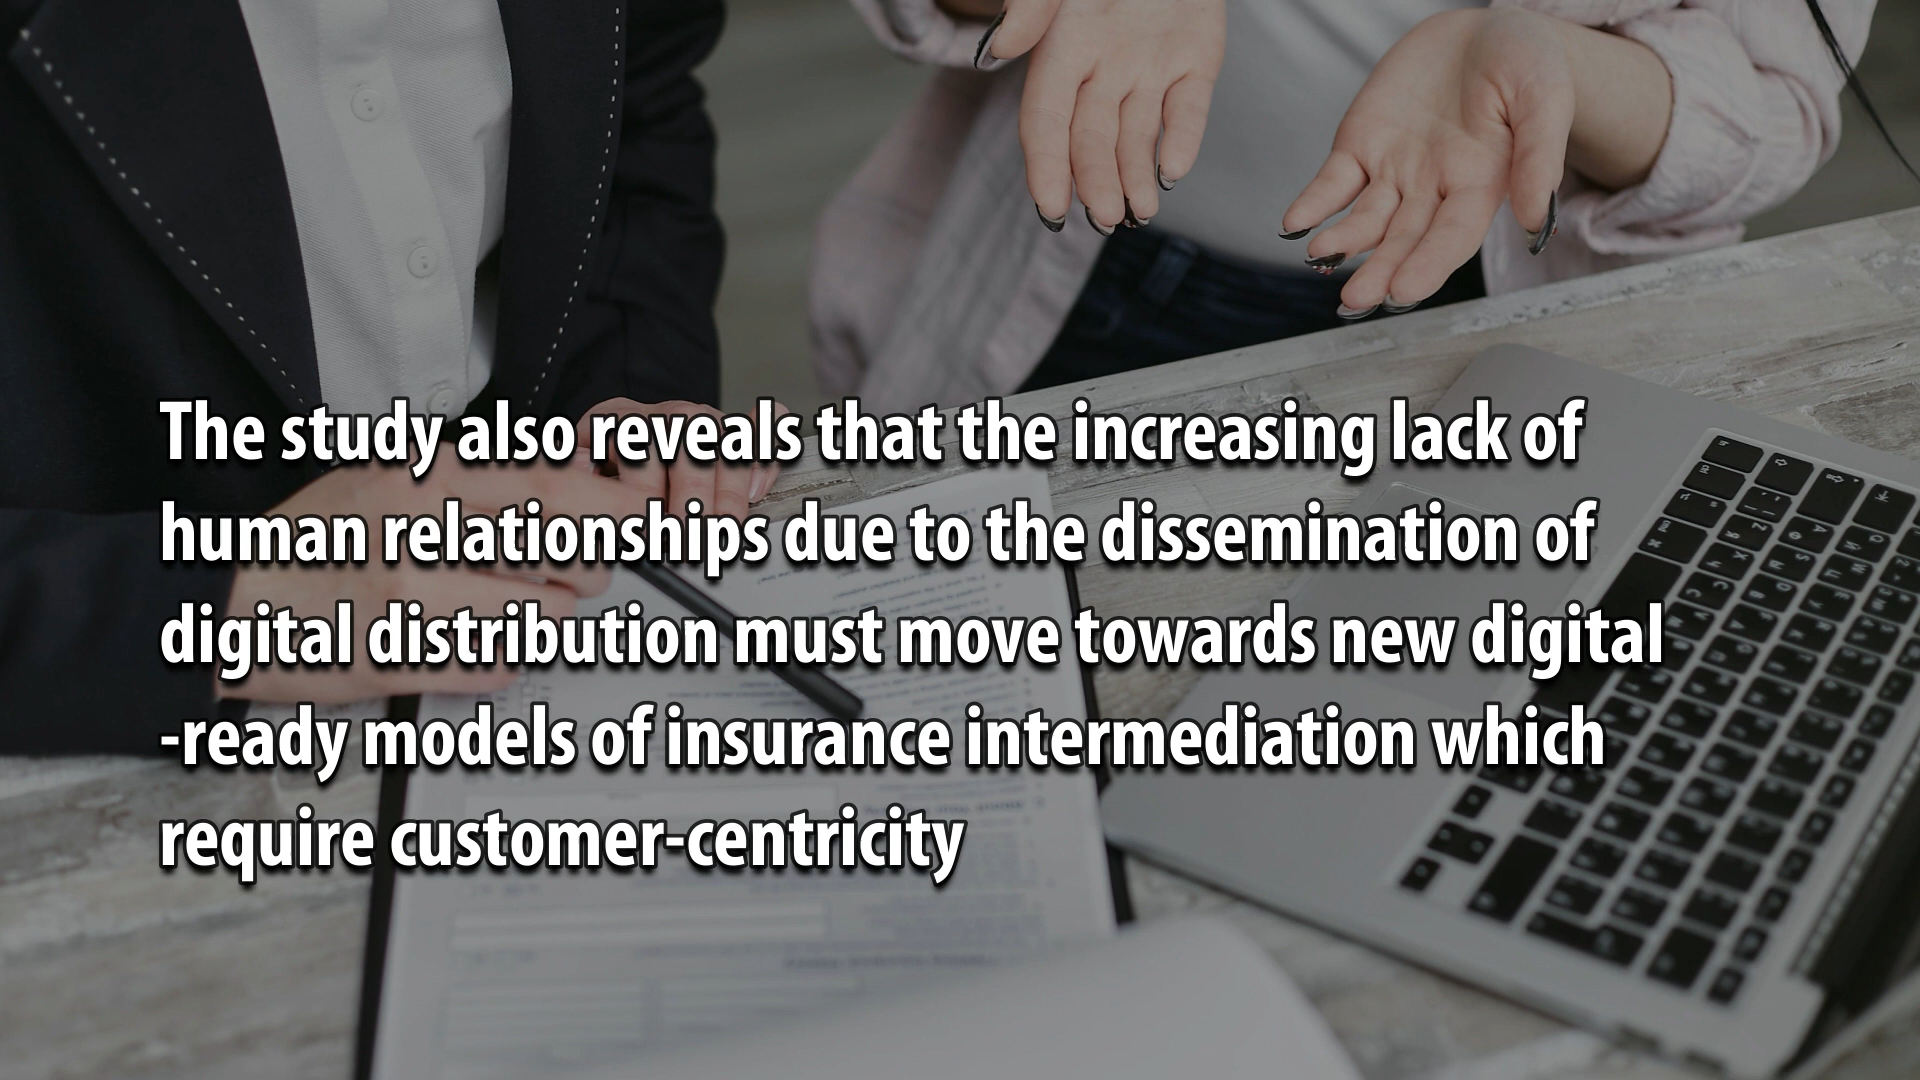 The study also reveals that the increasing lack of
human relationships due to the dissemination of
digital distribution must move towards new digital
-ready models of insurance intermediation which
require customer-centricity